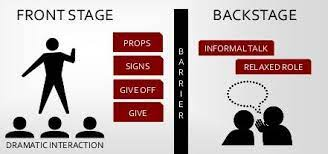 FRONT STAGE
PROPS
SIGNS
GIVE OFF
GIVE
DRAMATIC INTERACTION
BARRIER
BACKSTAGE
INFORMAL TALK
RELAXED ROLE